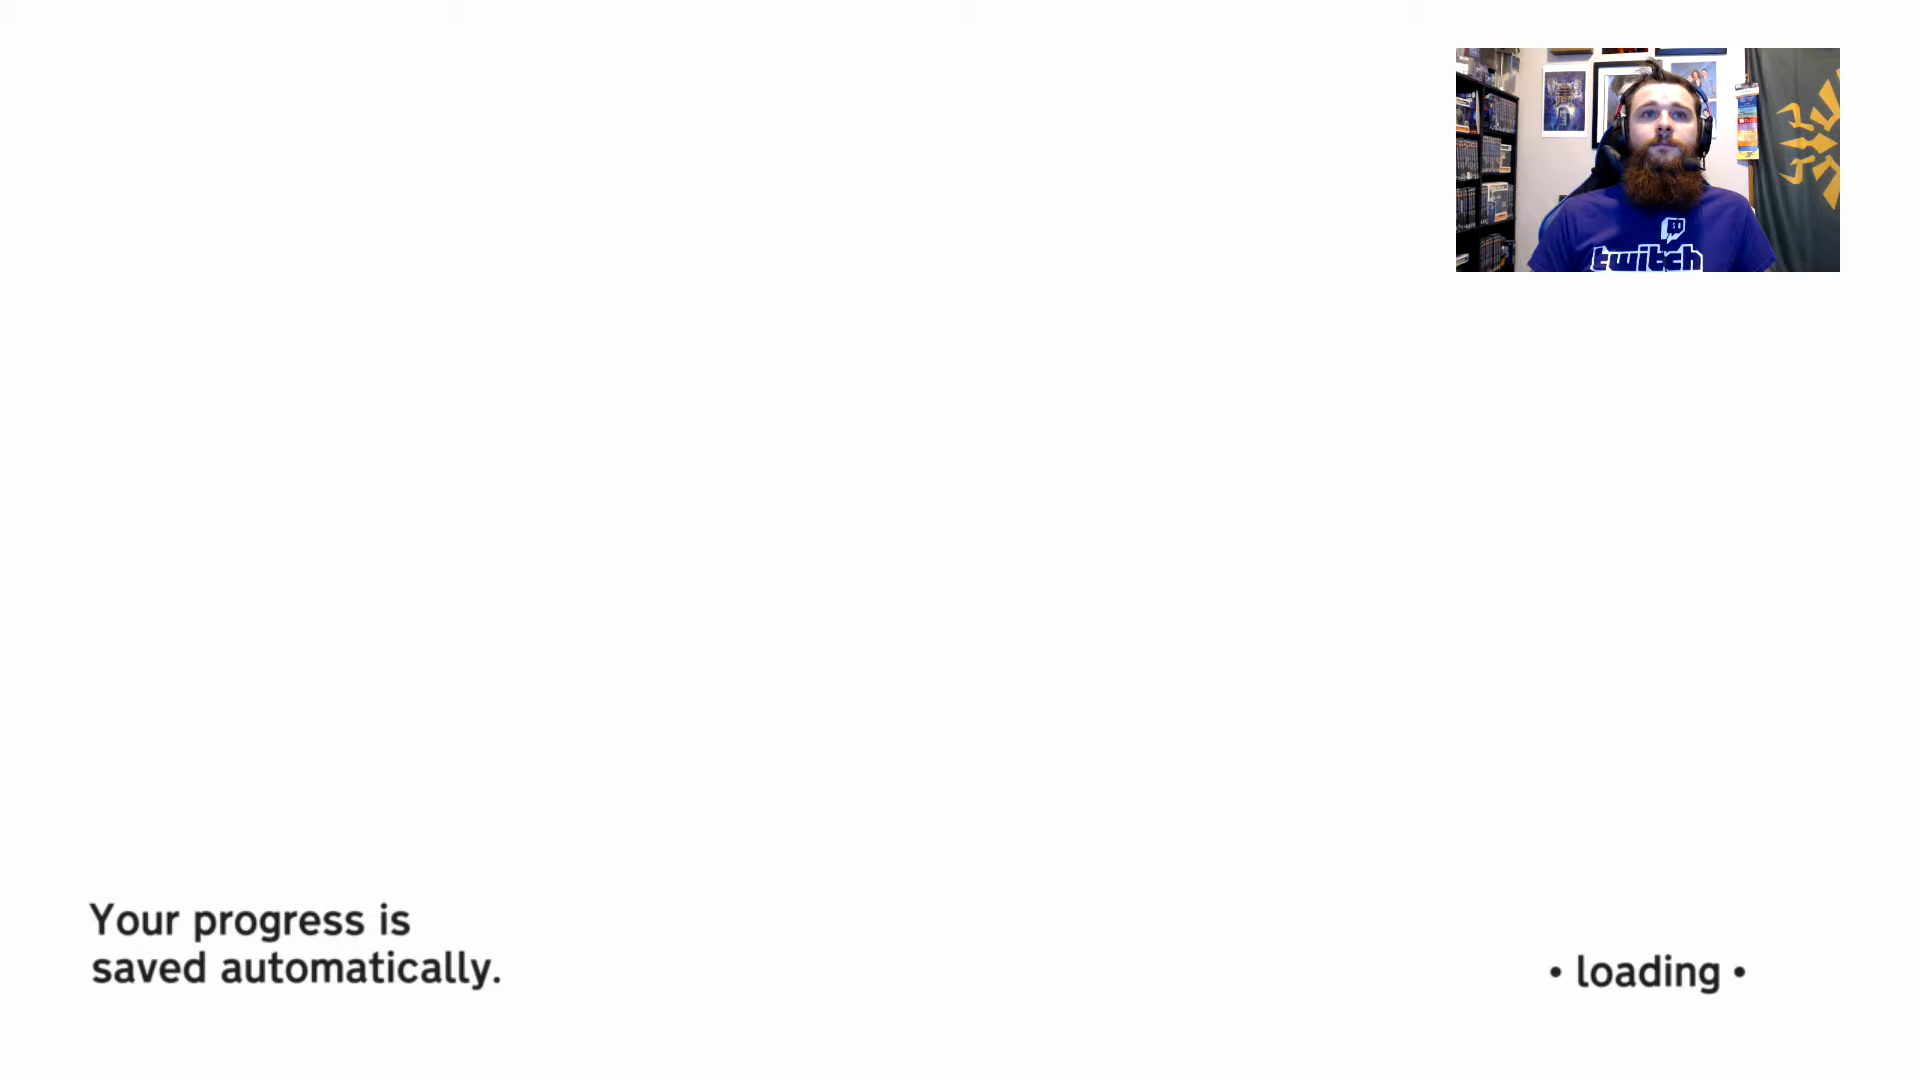 twitch
Your progress is
saved automatically.
• loading •